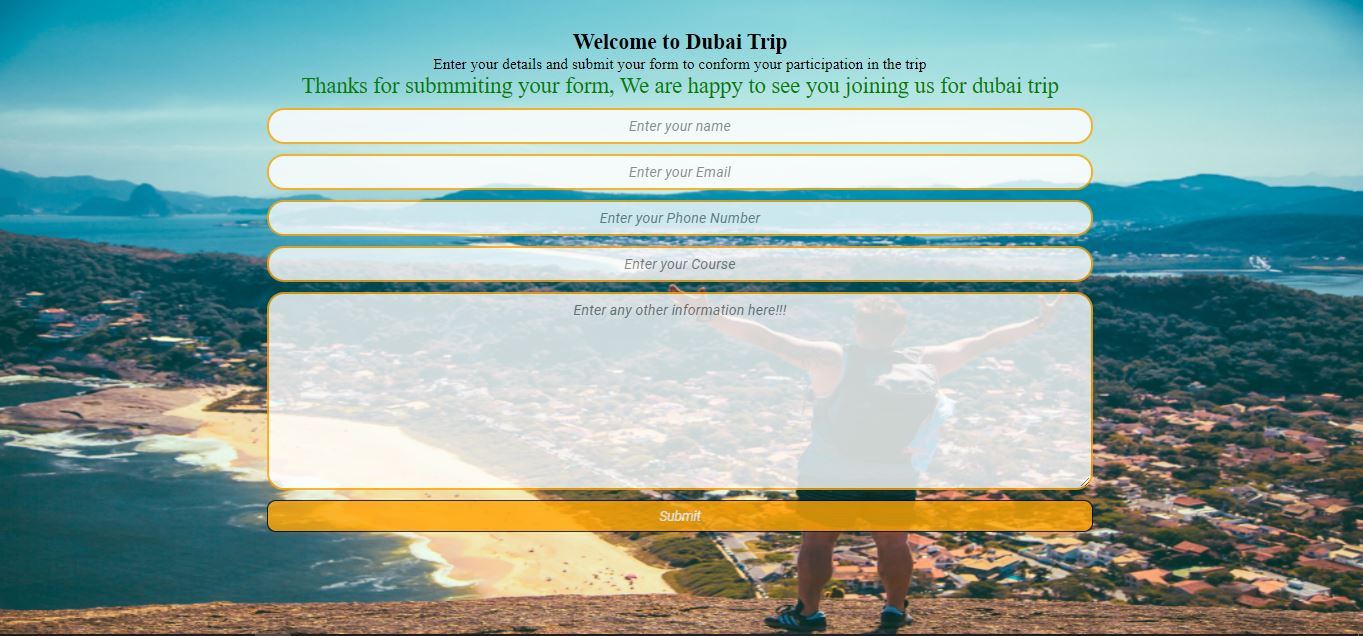 Welcome to Dubai Trip
Enter your details and submit your form to conform your participation in the trip
Thanks for submmiting your form, We are happy to see you joining us for dubai trip
Enter your name
Enter your Email
Enter your Phone Number
Enter your Course
Enter any other information here!!!
Submit